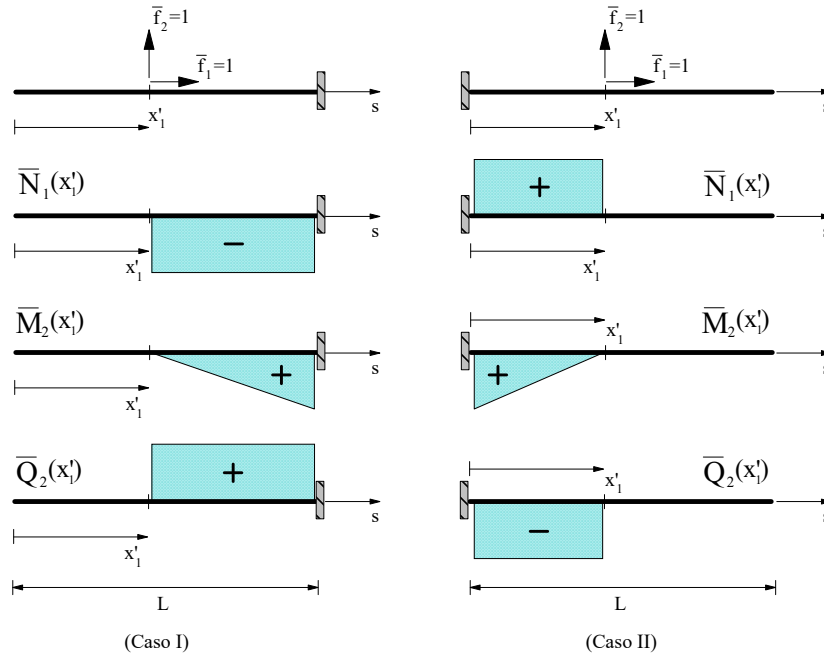 f̄₂=1
f̄₁=1
x'₁
s
N̄₁(x'₁)
x'₁
s
M̄₂(x'₁)
x'₁
s
Q̄₂(x'₁)
x'₁
s
L
(Caso I)
f̄₂=1
f̄₁=1
x'₁
s
N̄₁(x'₁)
x'₁
s
x'₁
M̄₂(x'₁)
s
x'₁
Q̄₂(x'₁)
s
L
(Caso II)